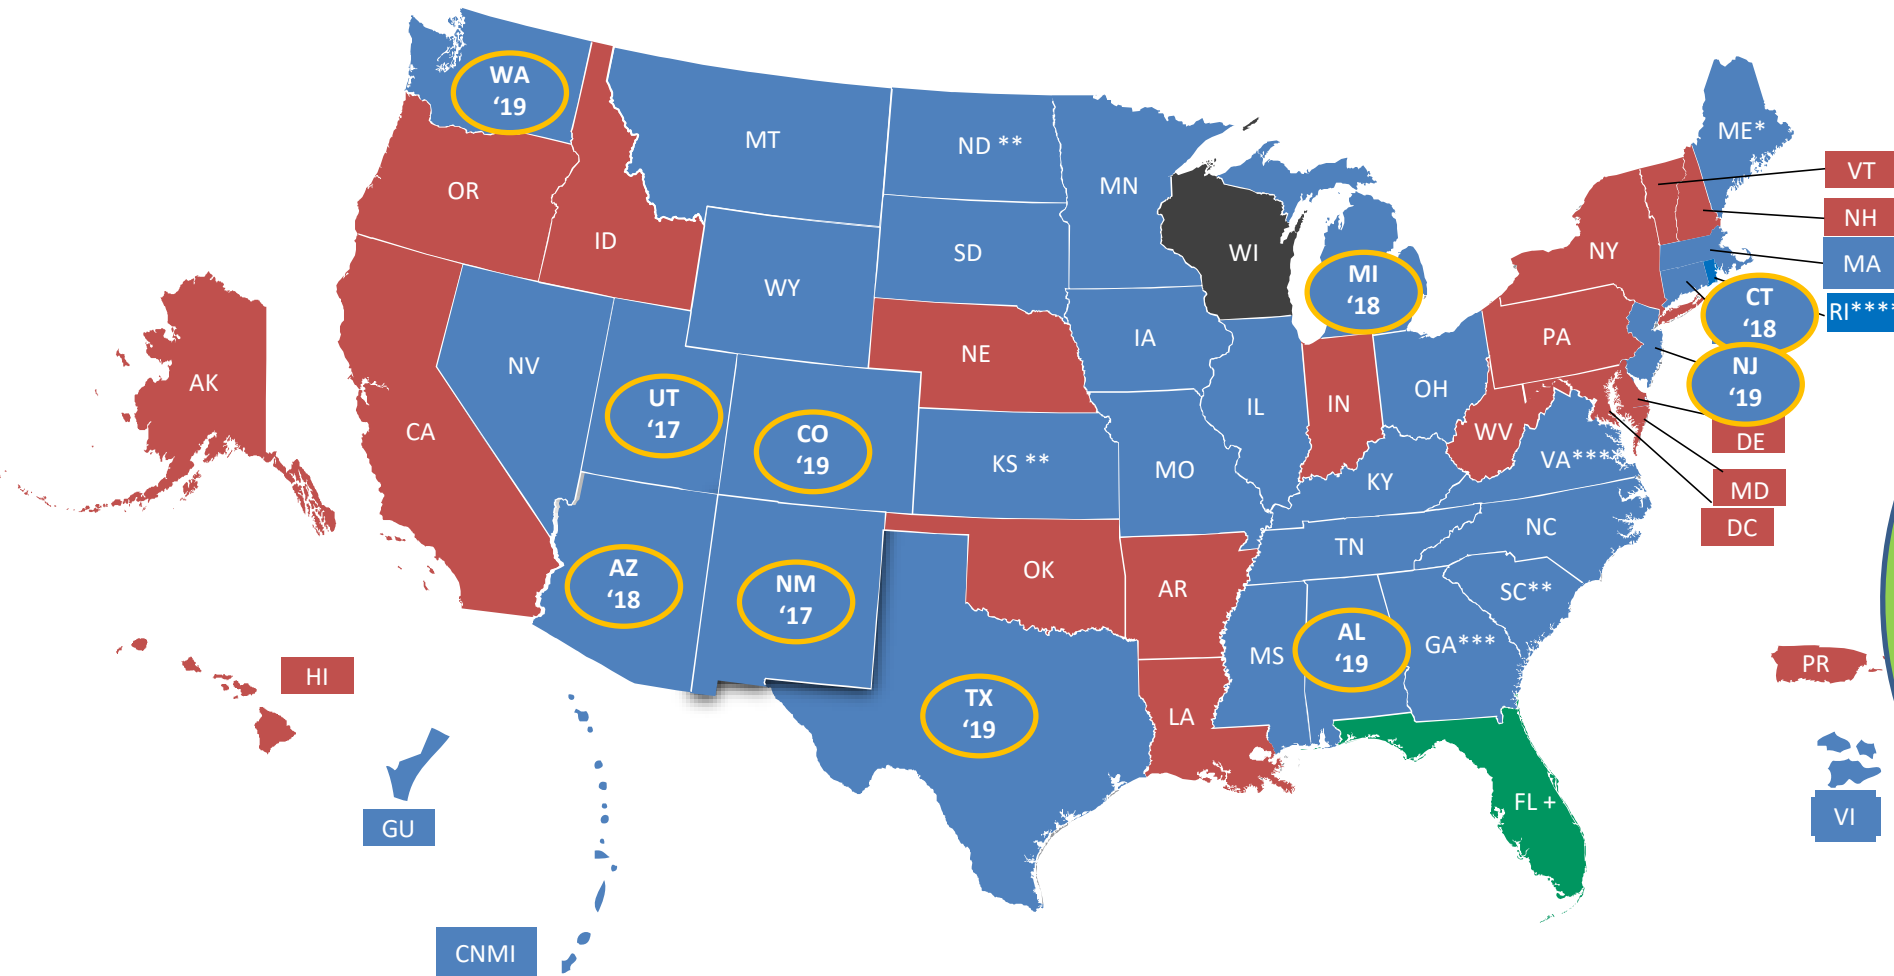 WA
‘19
MT
ND **
MN
ME*
VT
OR
ID
SD
WI
MI
‘18
NY
NH
MA
WY
CT
‘18
RI****
IA
PA
NE
NV
OH
NJ
‘19
AK
UT
‘17
CO
‘19
IL
IN
CA
WV
DE
KS **
MO
KY
VA***
MD
DC
NC
TN
AZ
‘18
NM
‘17
OK
AR
SC**
MS
AL
‘19
GA***
HI
PR
TX
‘19
LA
FL +
GU
VI
CNMI